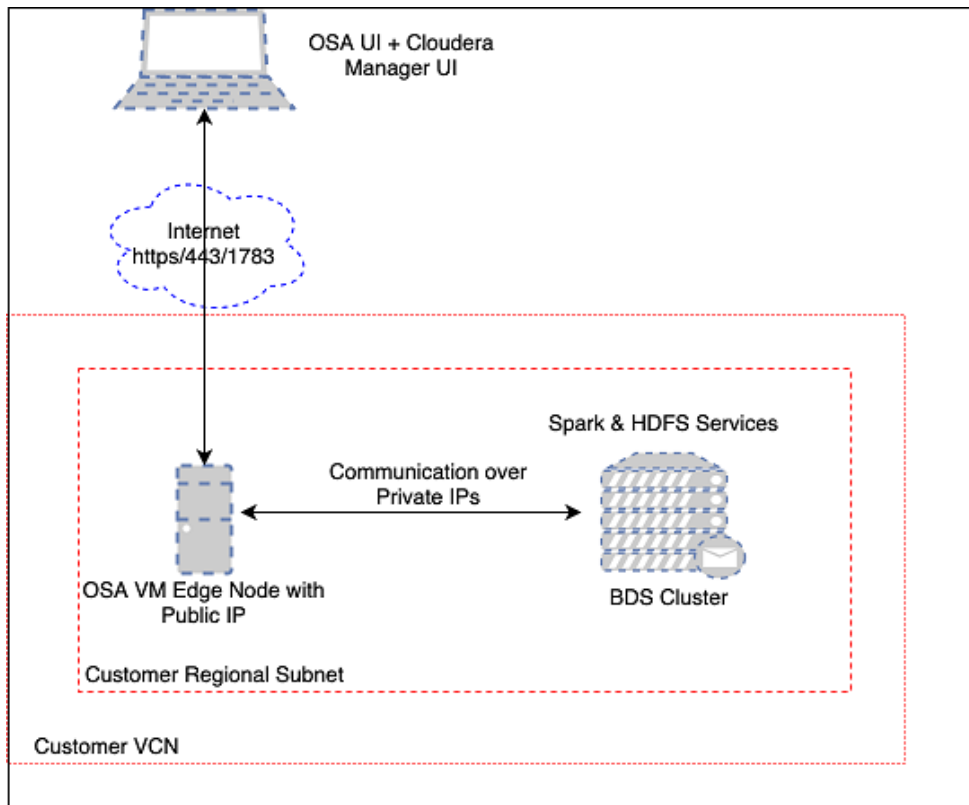 OSA UI + Cloudera
Manager UI
Internet
https/443/1783
Spark & HDFS Services
Communication over
Private IPs
OSA VM Edge Node with
Public IP
BDS Cluster
Customer Regional Subnet
Customer VCN